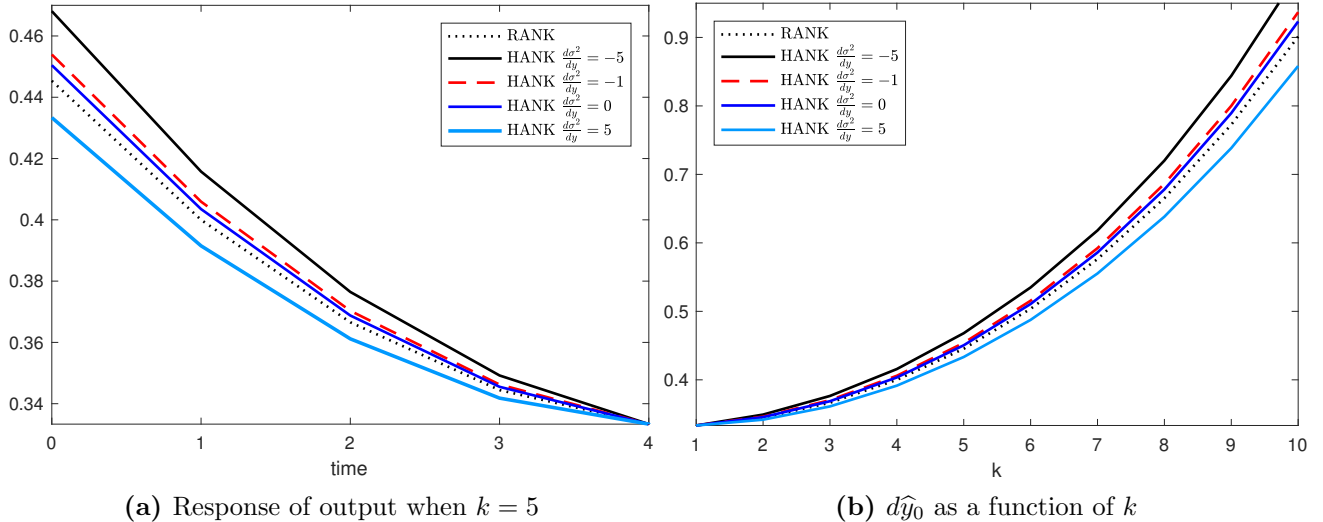 0.46
0.44
0.42
0.4
0.38
0.36
0.34
0 1 2 3 4
time
RANK
HANK dσ²/dy = −5
HANK dσ²/dy = −1
HANK dσ²/dy = 0
HANK dσ²/dy = 5
(a) Response of output when k = 5
0.9
0.8
0.7
0.6
0.5
0.4
1 2 3 4 5 6 7 8 9 10
k
RANK
HANK dσ²/dy = −5
HANK dσ²/dy = −1
HANK dσ²/dy = 0
HANK dσ²/dy = 5
(b) dŷ₀ as a function of k